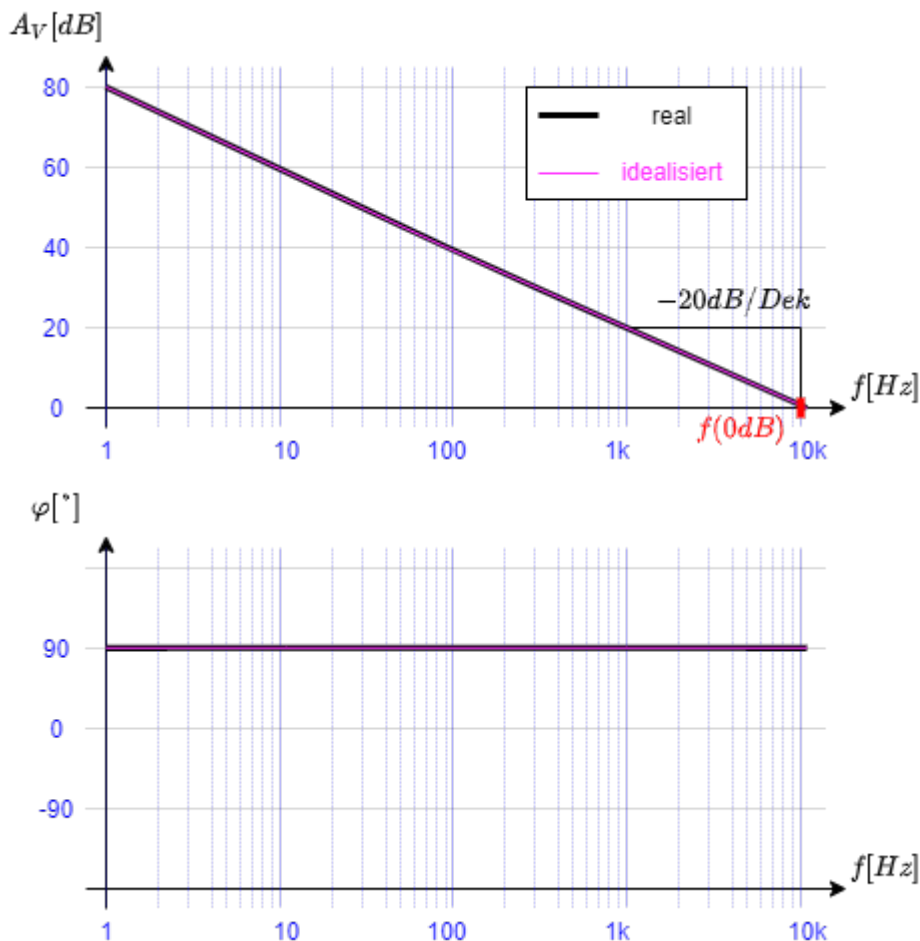 A_V[dB]
80
real
idealisiert
60
40
−20dB/Dek
20
f[Hz]
0
f(0dB)
1 10 100 1k 10k
φ[°]
90
0
-90
f[Hz]
1 10 100 1k 10k